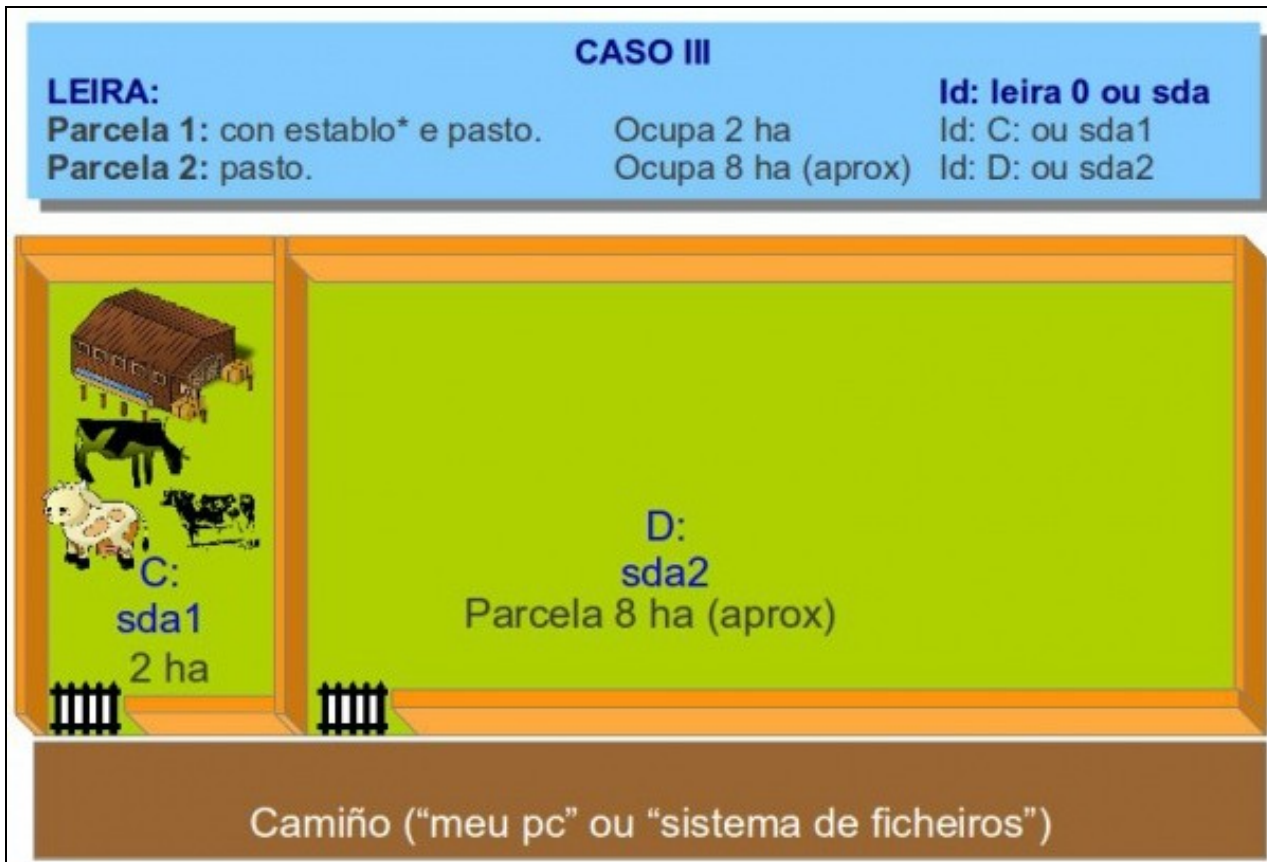 CASO III
LEIRA: Id: leira 0 ou sda
Parcela 1: con establo* e pasto. Ocupa 2 ha Id: C: ou sda1
Parcela 2: pasto. Ocupa 8 ha (aprox) Id: D: ou sda2
C:
sda1
2 ha
D:
sda2
Parcela 8 ha (aprox)
Camiño (“meu pc” ou “sistema de ficheiros”)